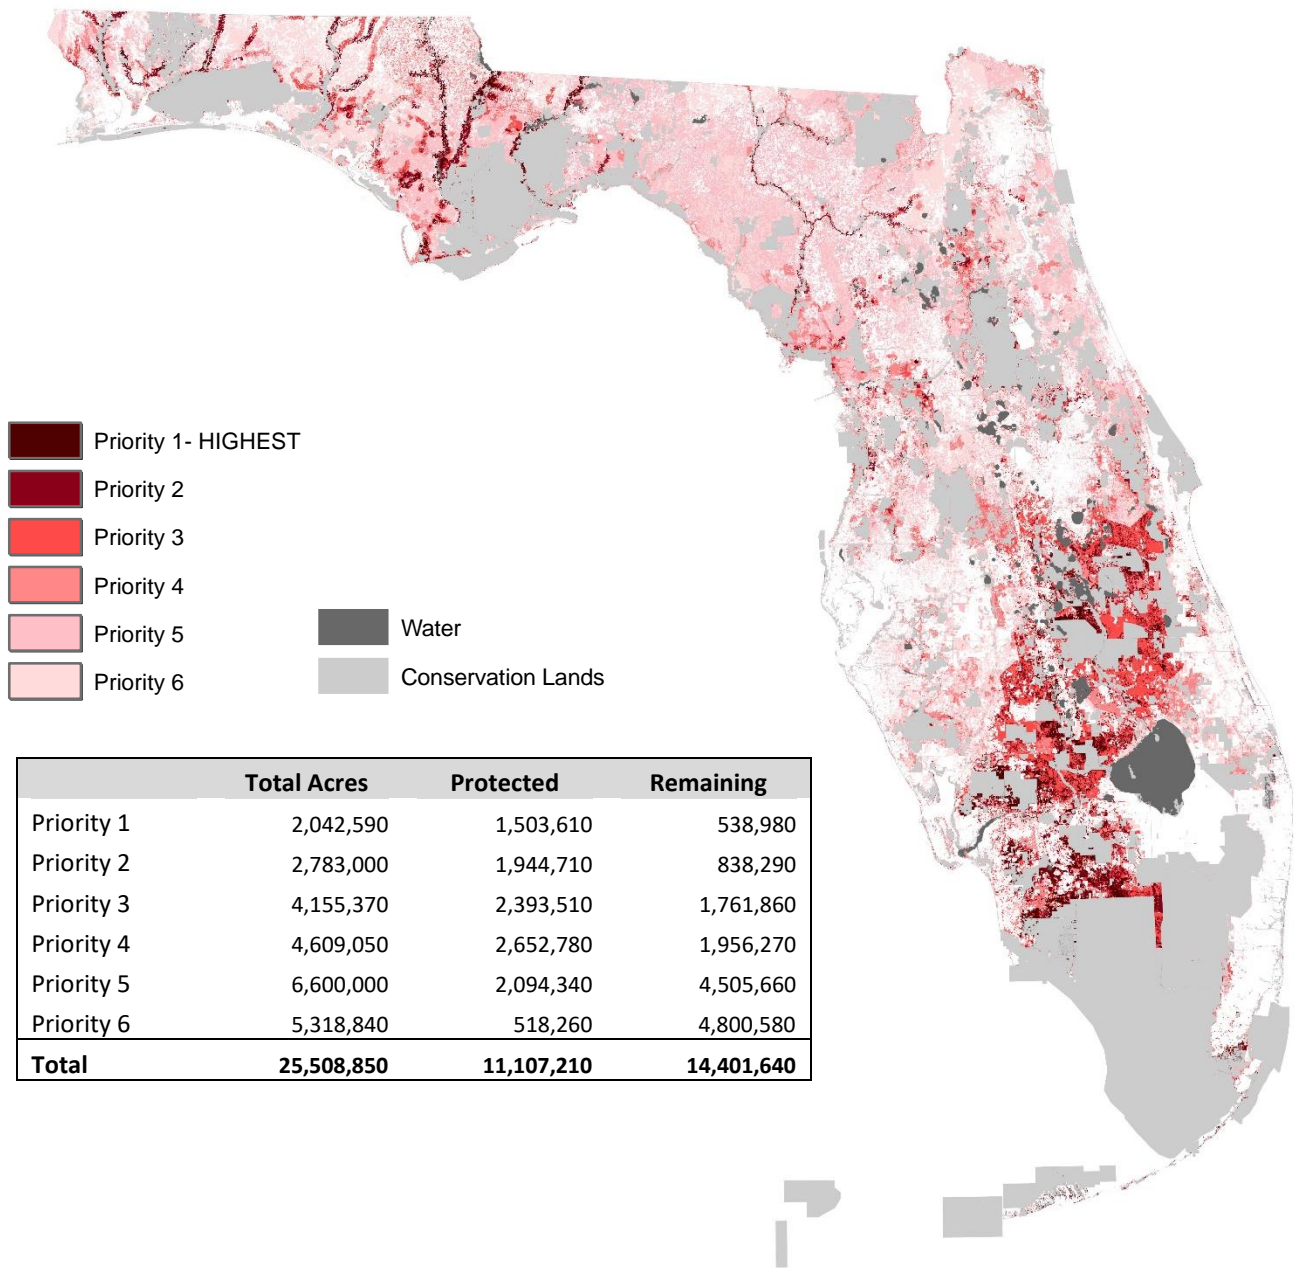 Priority 1- HIGHEST
Priority 2
Priority 3
Priority 4
Priority 5
Priority 6
Water
Conservation Lands
Total Acres Protected Remaining
Priority 1 2,042,590 1,503,610 538,980
Priority 2 2,783,000 1,944,710 838,290
Priority 3 4,155,370 2,393,510 1,761,860
Priority 4 4,609,050 2,652,780 1,956,270
Priority 5 6,600,000 2,094,340 4,505,660
Priority 6 5,318,840 518,260 4,800,580
Total 25,508,850 11,107,210 14,401,640